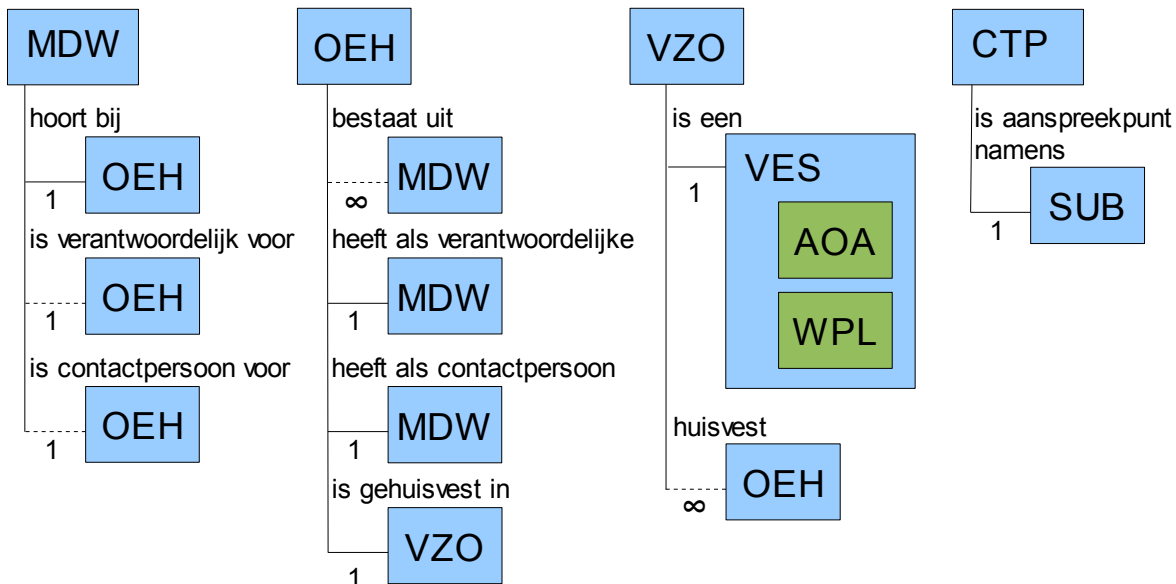 MDW
hoort bij
OEH
1
is verantwoordelijk voor
OEH
1
is contactpersoon voor
OEH
1
OEH
bestaat uit
MDW
∞
heeft als verantwoordelijke
MDW
1
heeft als contactpersoon
MDW
1
is gehuisvest in
VZO
1
VZO
is een
VES
1
AOA
WPL
huisvest
OEH
∞
CTP
is aanspreekpunt
namens
SUB
1